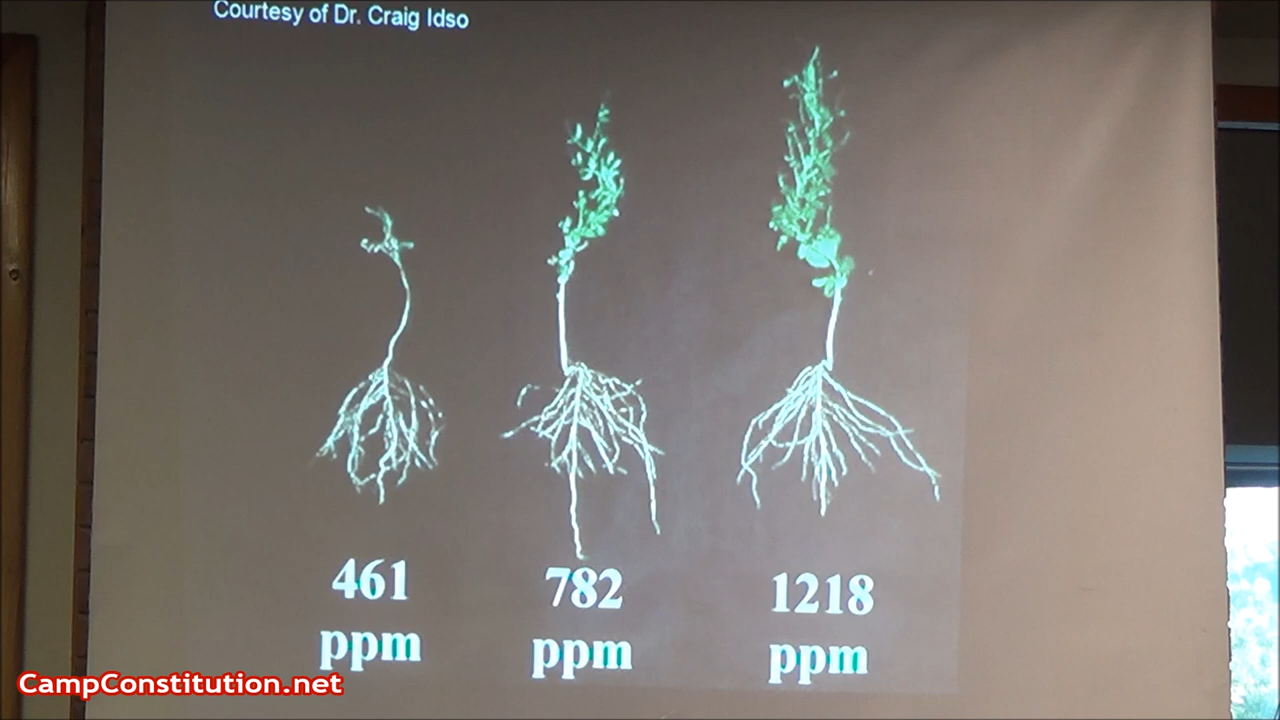 Courtesy of Dr. Craig Idso
461
ppm
782
ppm
1218
ppm
CampConstitution.net